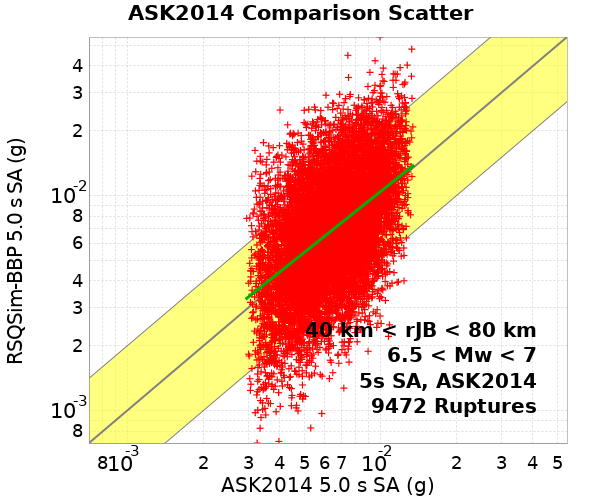 ASK2014 Comparison Scatter
RSQSim-BBP 5.0 s SA (g)
4
3
2
10-2
8
6
4
3
2
10-3
8
40 km < rJB < 80 km
6.5 < Mw < 7
5s SA, ASK2014
9472 Ruptures
8 10-3 2 3 4 5 6 7 10-2 2 3 4 5
ASK2014 5.0 s SA (g)